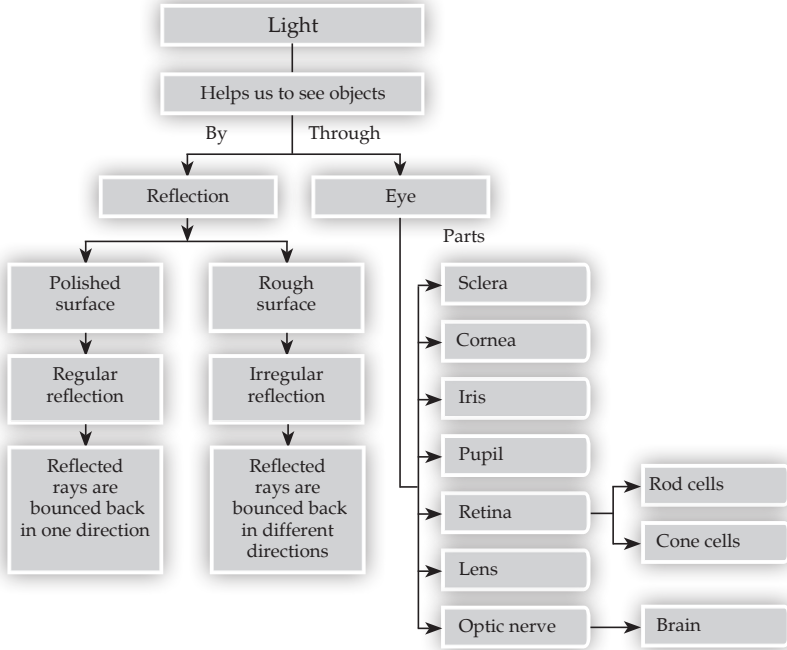 Light
Helps us to see objects
By
Through
Reflection
Eye
Parts
Polished
surface
Rough
surface
Regular
reflection
Irregular
reflection
Reflected
rays are
bounced back
in one direction
Reflected
rays are
bounced back
in different
directions
Sclera
Cornea
Iris
Pupil
Retina
Rod cells
Cone cells
Lens
Optic nerve
Brain